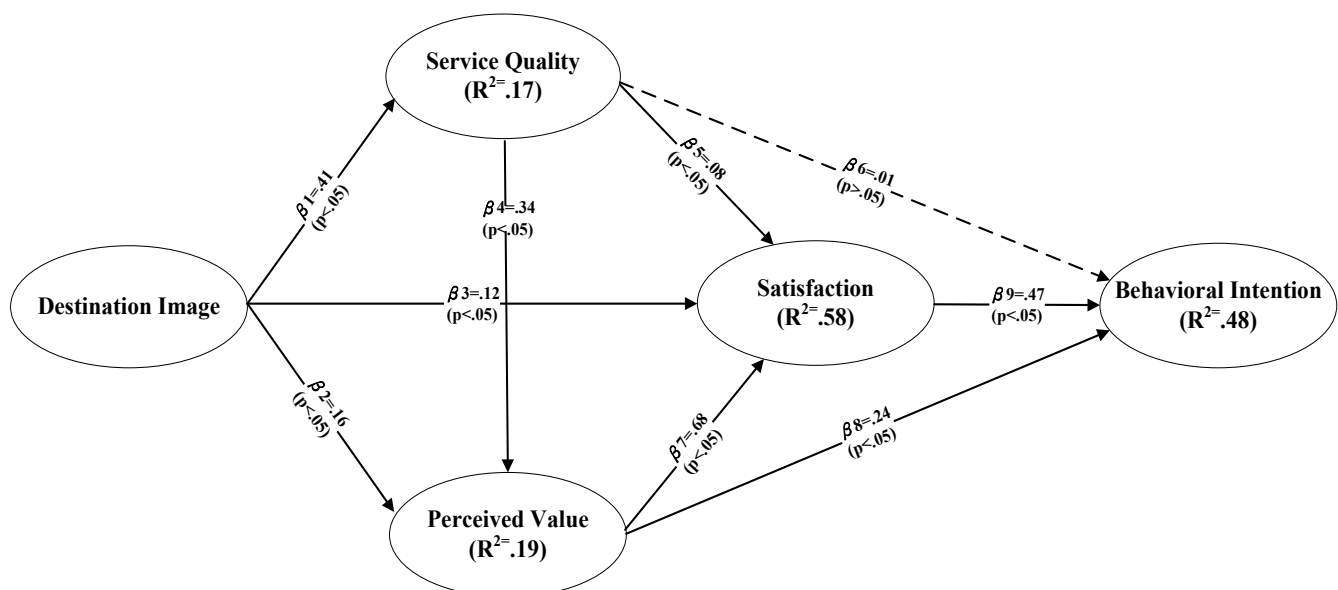 Service Quality
(R²⁼.17)
β5=.08
(p<.05)
β6=.01
(p>.05)
β1=.41
(p<.05)
β4=.34
(p<.05)
Destination Image
β3=.12
(p<.05)
Satisfaction
(R²⁼.58)
β9=.47
(p<.05)
Behavioral Intention
(R²⁼.48)
β2=.16
(p<.05)
β7=.68
(p<.05)
β8=.24
(p<.05)
Perceived Value
(R²⁼.19)